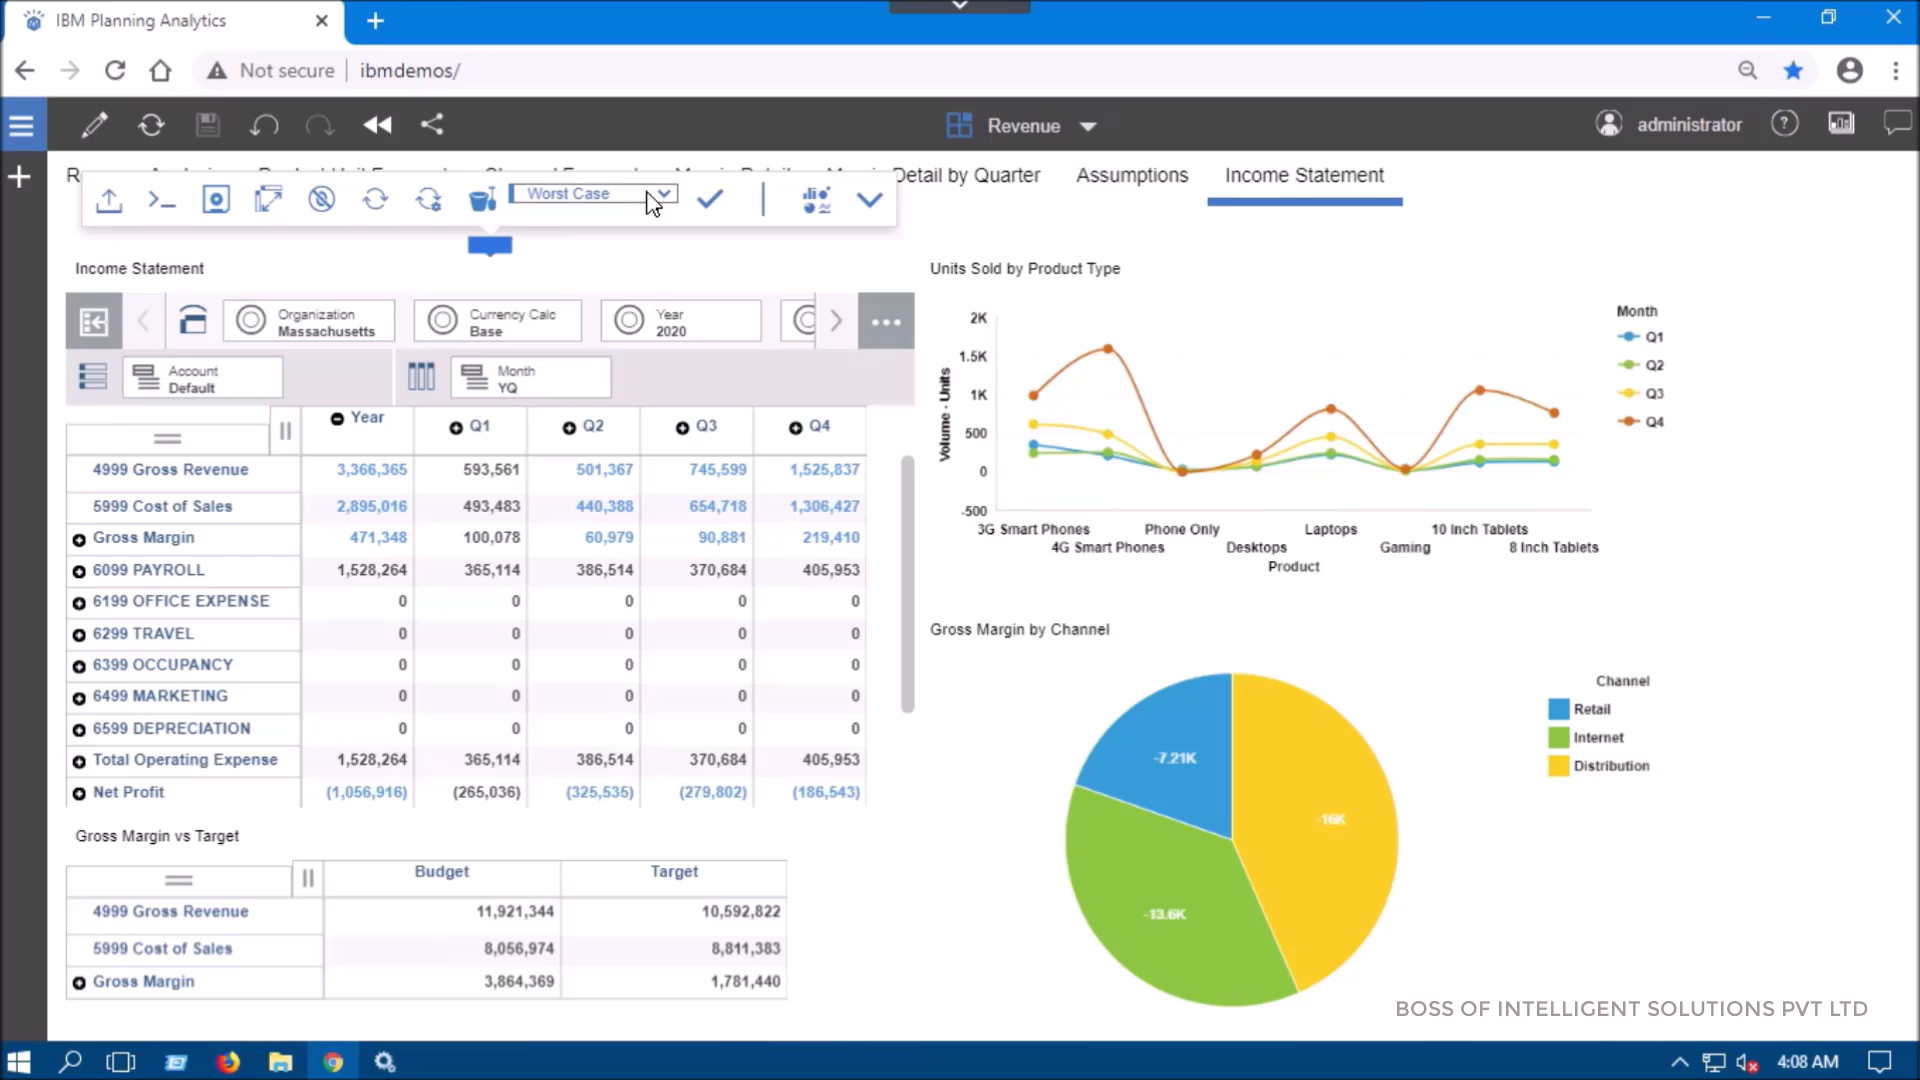 IBM Planning Analytics
Not secure
ibmdemos/
Revenue
administrator
Detail by Quarter
Assumptions
Income Statement
Worst Case
Income Statement
Organization
Massachusetts
Currency Calc
Base
Year
2020
Account
Default
Month
YQ
Year Q1 Q2 Q3 Q4
4999 Gross Revenue 3,366,365 593,561 501,367 745,599 1,525,837
5999 Cost of Sales 2,895,016 493,483 440,388 654,718 1,306,427
Gross Margin 471,348 100,078 60,979 90,881 219,410
6099 PAYROLL 1,528,264 365,114 386,514 370,684 405,953
6199 OFFICE EXPENSE 0 0 0 0 0
6299 TRAVEL 0 0 0 0 0
6399 OCCUPANCY 0 0 0 0 0
6499 MARKETING 0 0 0 0 0
6599 DEPRECIATION 0 0 0 0 0
Total Operating Expense 1,528,264 365,114 386,514 370,684 405,953
Net Profit (1,056,916) (265,036) (325,535) (279,802) (186,543)
Gross Margin vs Target
Budget Target
4999 Gross Revenue 11,921,344 10,592,822
5999 Cost of Sales 8,056,974 8,811,383
Gross Margin 3,864,369 1,781,440
Units Sold by Product Type
Volume - Units
2K
1.5K
1K
500
0
-500
3G Smart Phones
4G Smart Phones
Phone Only
Desktops
Laptops
Gaming
10 Inch Tablets
8 Inch Tablets
Product
Month
Q1
Q2
Q3
Q4
Gross Margin by Channel
-7.21K
-16K
-13.6K
Channel
Retail
Internet
Distribution
BOSS OF INTELLIGENT SOLUTIONS PVT LTD
4:08 AM